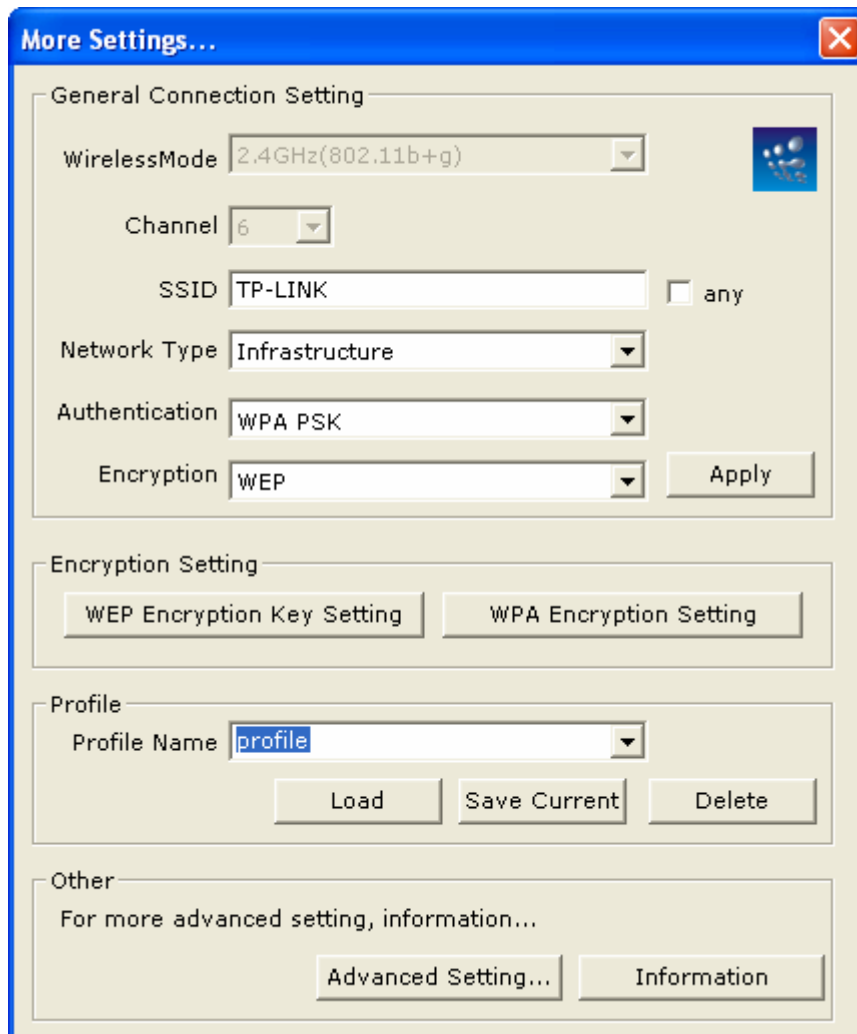 More Settings...
General Connection Setting
WirelessMode 2.4GHz(802.11b+g)
Channel 6
SSID TP-LINK any
Network Type Infrastructure
Authentication WPA PSK
Encryption WEP Apply
Encryption Setting
WEP Encryption Key Setting WPA Encryption Setting
Profile
Profile Name profile
Load Save Current Delete
Other
For more advanced setting, information...
Advanced Setting... Information